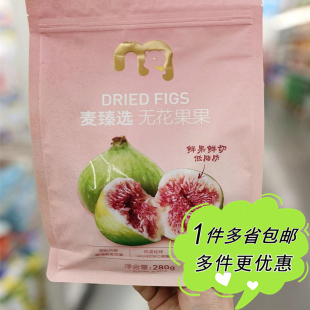 DRIED FIGS
麦臻选 无花果果
鲜果鲜切
低脂肪
净含量:280g
1件多省包邮
多件更优惠